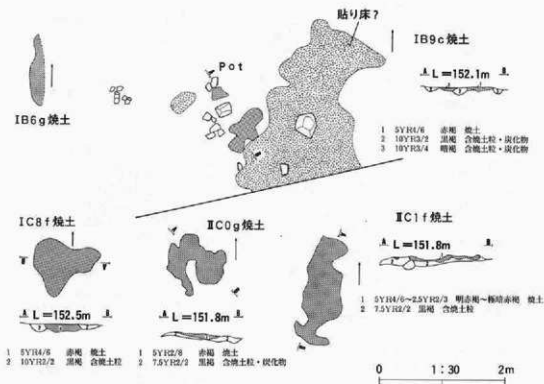 貼り床？
IB9c焼土
Pot
A L=152.1m B
IB6g焼土
1 5YR4/6 赤褐 焼土
2 10YR3/2 黒褐 含焼土粒・炭化物
3 10YR3/4 暗褐 含焼土粒・炭化物
IC8f焼土
ⅡC0g焼土
ⅡC1f焼土
A L=151.8m B
1 5YR4/6～2.5YR2/3 明赤褐～極暗赤褐 焼土
2 7.5YR2/2 黒褐 含焼土
A L=152.5m B
1 5YR4/6 赤褐 焼土
2 10YR2/2 黒褐 含焼土粒
A L=151.8m B
1 5YR2/8 赤褐 焼土
2 7.5YR2/2 黒褐 含焼土粒・炭化物
0 1:30 2m